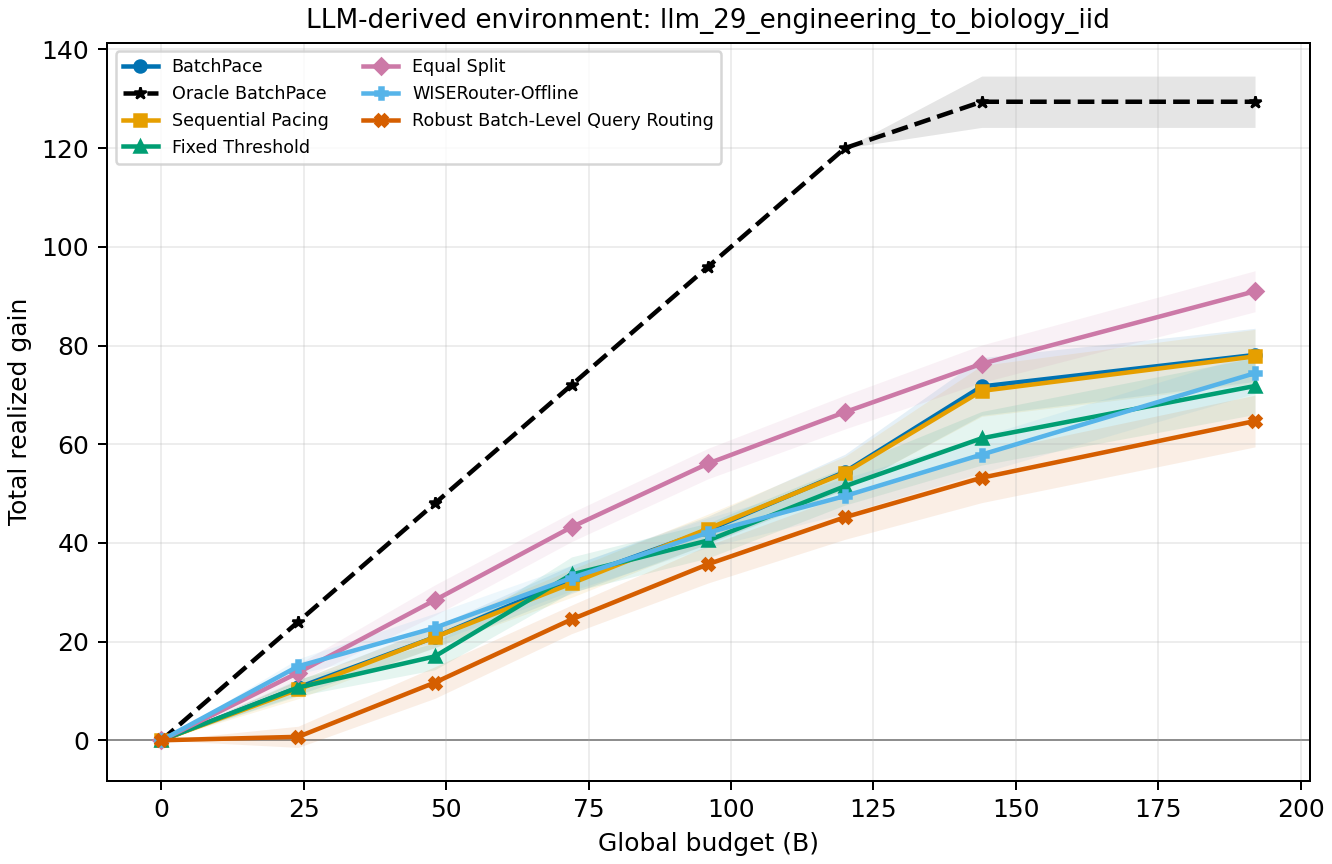 LLM-derived environment: llm_29_engineering_to_biology_iid
BatchPace
Oracle BatchPace
Sequential Pacing
Fixed Threshold
Equal Split
WISERouter-Offline
Robust Batch-Level Query Routing
Total realized gain
140
120
100
80
60
40
20
0
0 25 50 75 100 125 150 175 200
Global budget (B)